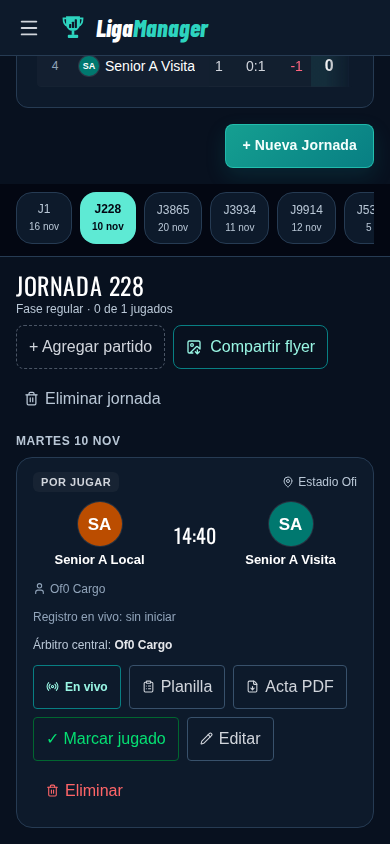 LigaManager
4 SA Senior A Visita 1 0:1 -1 0
+ Nueva Jornada
J1 J228 J3865 J3934 J9914 J53
16 nov 10 nov 20 nov 11 nov 12 nov 5
JORNADA 228
Fase regular · 0 de 1 jugados
+ Agregar partido Compartir flyer
Eliminar jornada
MARTES 10 NOV
POR JUGAR Estadio Ofi
SA 14:40 SA
Senior A Local Senior A Visita
Of0 Cargo
Registro en vivo: sin iniciar
Árbitro central: Of0 Cargo
En vivo Planilla Acta PDF
✓ Marcar jugado Editar
Eliminar